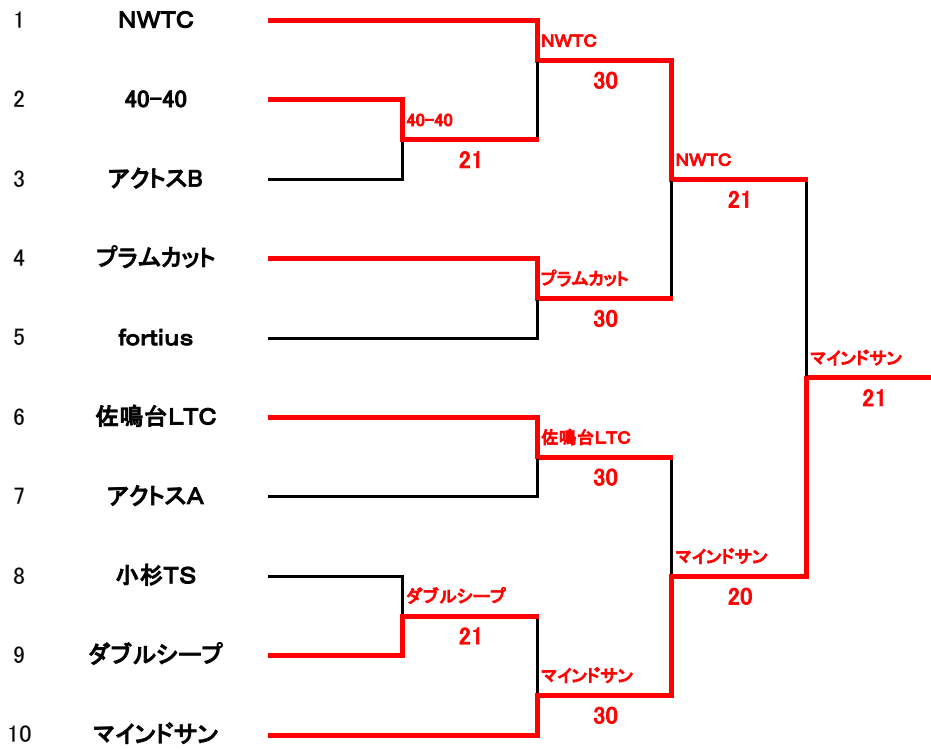 1 NWTC
NWTC
30
2 40-40
40-40
21
3 アクトスB
NWTC
21
4 プラムカット
プラムカット
30
5 fortius
マインドサン
21
6 佐鳴台LTC
佐鳴台LTC
30
7 アクトスA
8 小杉TS
マインドサン
20
ダブルシープ
21
9 ダブルシープ
マインドサン
30
10 マインドサン